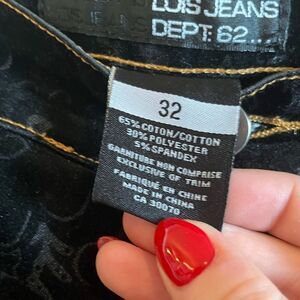 LOIS JEANS
DEPT. 62....
32
65% COTON/COTTON
30% POLYESTER
5% SPANDEX
GARNITURE NON COMPRISE
EXCLUSIVE OF TRIM
FABRIQUÉ EN CHINE
MADE IN CHINA
CA 30070